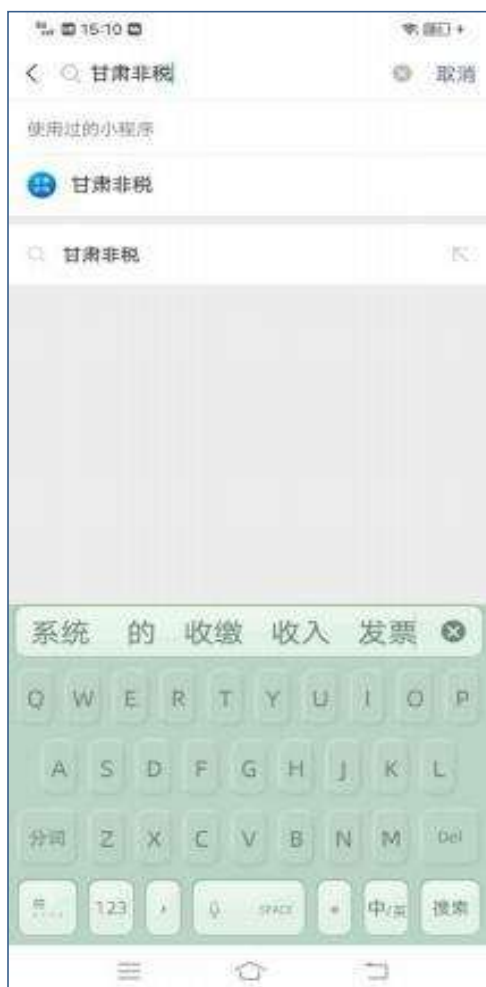 15:10
甘肃非税
取消
使用过的小程序
甘肃非税
甘肃非税
系统 的 收缴 收入 发票
Q W E R T Y U I O P
A S D F G H J K L
分词 Z X C V B N M Del
123 , SPACE 。 中/英 搜索